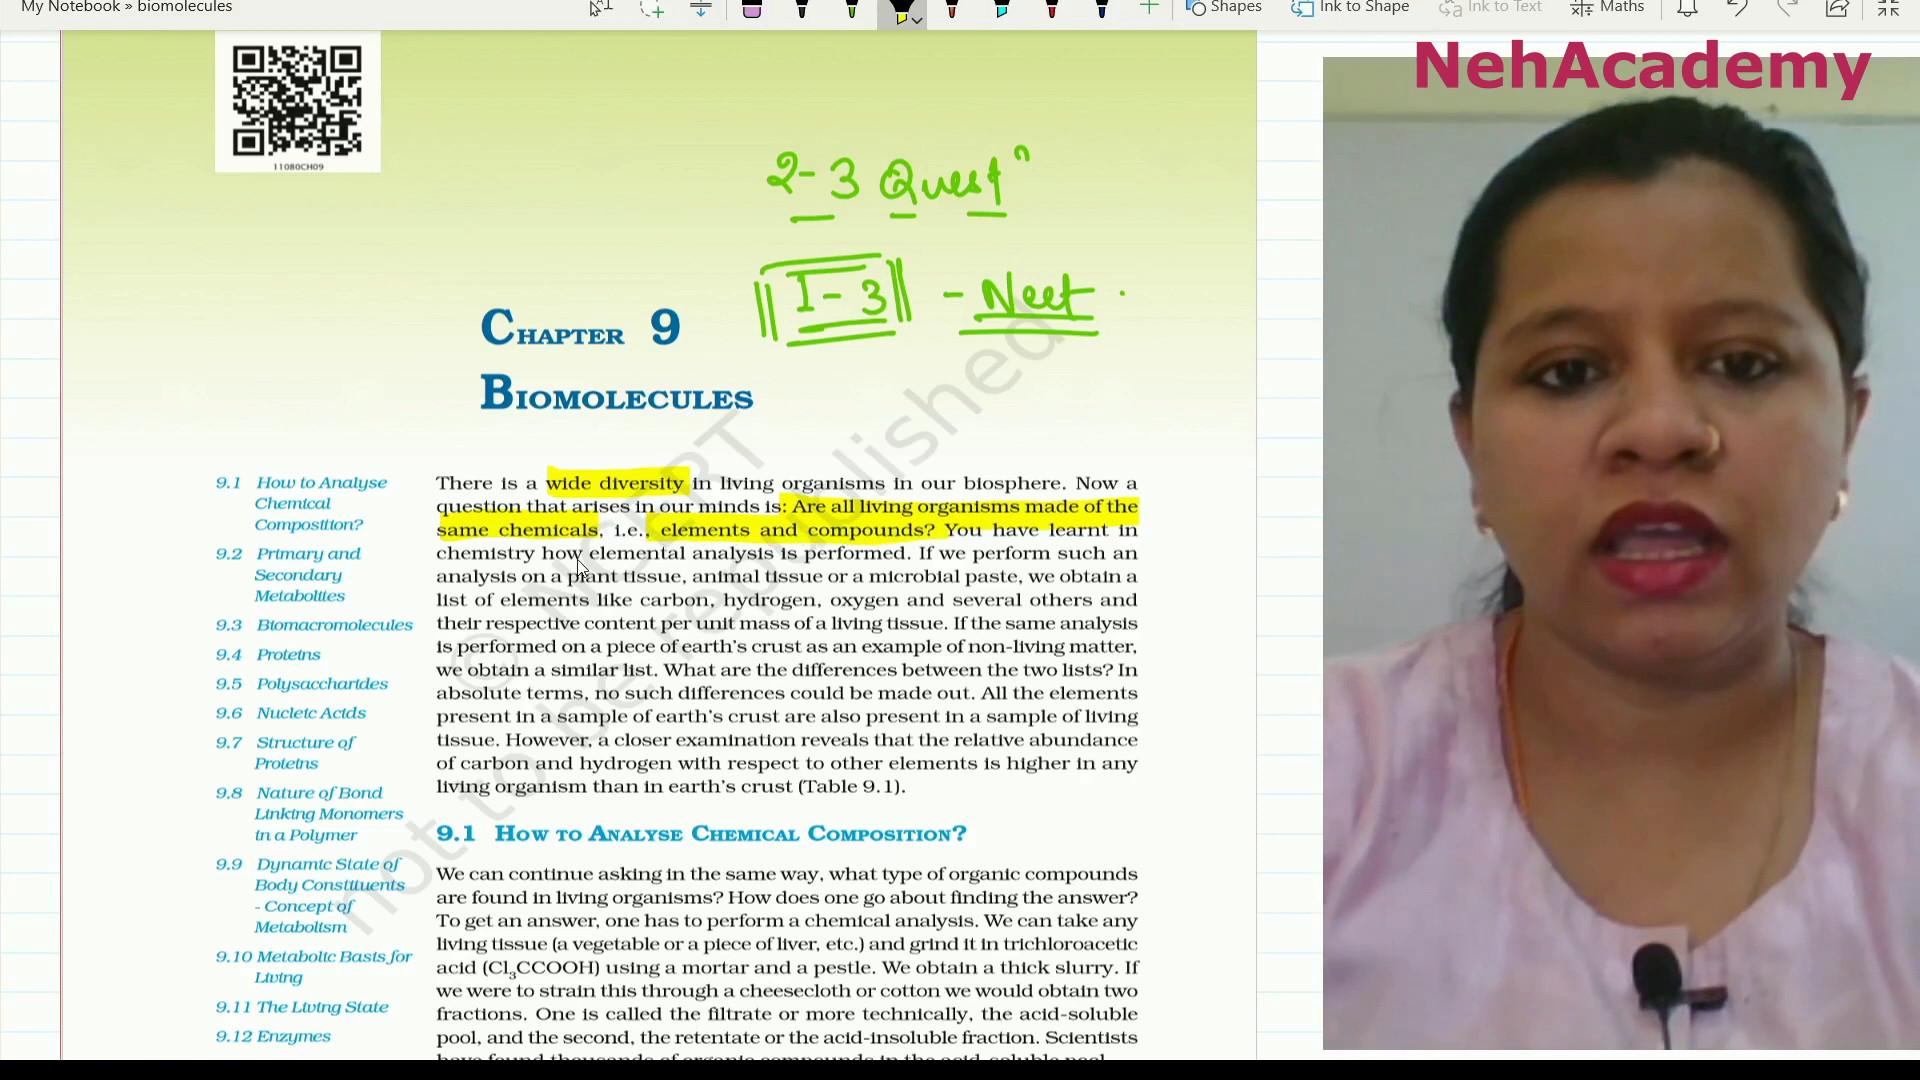 My Notebook » biomolecules
Shapes
Ink to Shape
Ink to Text
Maths
NehAcademy
11080CH09
2-3 Questⁿ
I-3 - Neet .
CHAPTER 9
BIOMOLECULES
9.1 How to Analyse
Chemical
Composition?
9.2 Primary and
Secondary
Metabolites
9.3 Biomacromolecules
9.4 Proteins
9.5 Polysaccharides
9.6 Nucleic Acids
9.7 Structure of
Proteins
9.8 Nature of Bond
Linking Monomers
in a Polymer
9.9 Dynamic State of
Body Constituents
- Concept of
Metabolism
9.10 Metabolic Basis for
Living
9.11 The Living State
9.12 Enzymes
There is a wide diversity in living organisms in our biosphere. Now a
question that arises in our minds is: Are all living organisms made of the
same chemicals, i.e., elements and compounds? You have learnt in
chemistry how elemental analysis is performed. If we perform such an
analysis on a plant tissue, animal tissue or a microbial paste, we obtain a
list of elements like carbon, hydrogen, oxygen and several others and
their respective content per unit mass of a living tissue. If the same analysis
is performed on a piece of earth's crust as an example of non-living matter,
we obtain a similar list. What are the differences between the two lists? In
absolute terms, no such differences could be made out. All the elements
present in a sample of earth's crust are also present in a sample of living
tissue. However, a closer examination reveals that the relative abundance
of carbon and hydrogen with respect to other elements is higher in any
living organism than in earth's crust (Table 9.1).
9.1 HOW TO ANALYSE CHEMICAL COMPOSITION?
We can continue asking in the same way, what type of organic compounds
are found in living organisms? How does one go about finding the answer?
To get an answer, one has to perform a chemical analysis. We can take any
living tissue (a vegetable or a piece of liver, etc.) and grind it in trichloroacetic
acid (Cl₃CCOOH) using a mortar and a pestle. We obtain a thick slurry. If
we were to strain this through a cheesecloth or cotton we would obtain two
fractions. One is called the filtrate or more technically, the acid-soluble
pool, and the second, the retentate or the acid-insoluble fraction. Scientists
have found thousands of organic compounds in the acid-soluble pool.
© NCERT
not to be republished